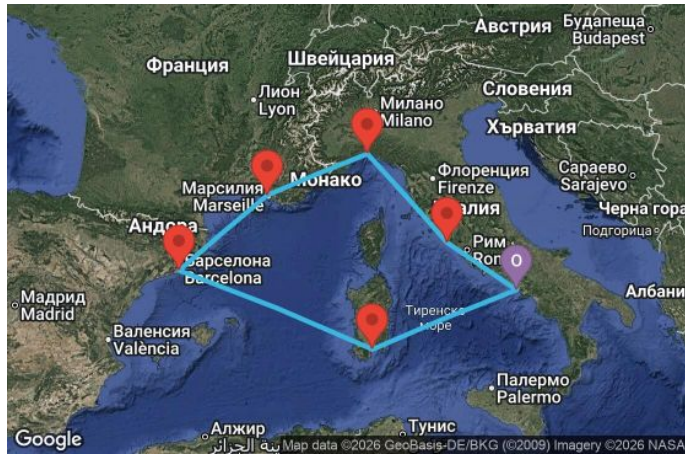 Австрия
Будапеща
Budapest
Швейцария
Франция
Лион
Lyon
Словения
Милано
Milano
Хърватия
Марсилия
Marseille
Монако
Флоренция
Firenze
Сараево
Sarajevo
Андора
Черна гора
Подгорица
Рим
Барселона
Barcelona
О
Мадрид
Madrid
Албани
Тиренско
море
Валенсия
València
Палермо
Palermo
Алжир
Тунис
Google
Map data ©2026 GeoBasis-DE/BKG (©2009) Imagery ©2026 NASA